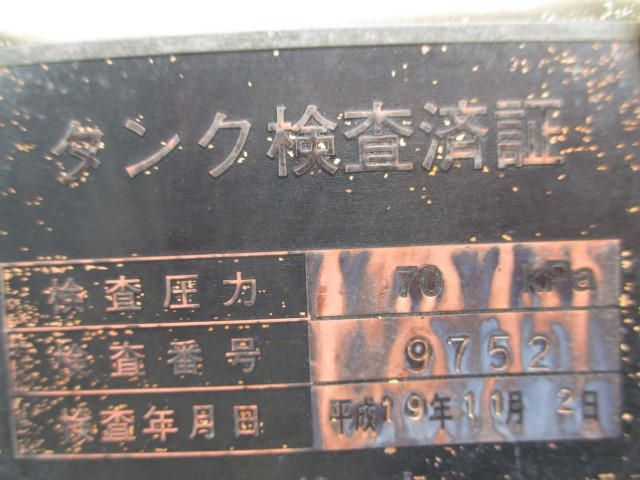 タンク検査済証
検査圧力 70 kPa
検査番号 9752
検査年月日 平成19年11月2日